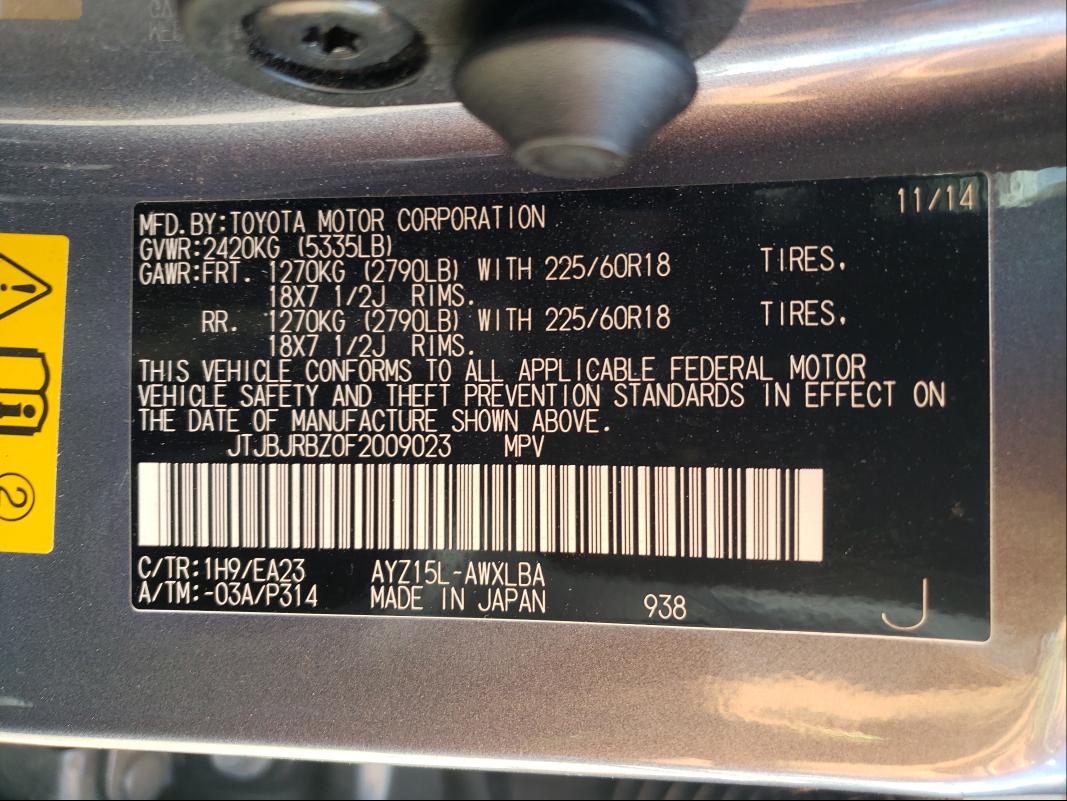 11/14
MFD.BY:TOYOTA MOTOR CORPORATION
GVWR:2420KG (5335LB)
GAWR:FRT. 1270KG (2790LB) WITH 225/60R18 TIRES.
18X7 1/2J RIMS.
RR. 1270KG (2790LB) WITH 225/60R18 TIRES.
18X7 1/2J RIMS.
THIS VEHICLE CONFORMS TO ALL APPLICABLE FEDERAL MOTOR
VEHICLE SAFETY AND THEFT PREVENTION STANDARDS IN EFFECT ON
THE DATE OF MANUFACTURE SHOWN ABOVE.
JTJBJRBZ0F2009023 MPV
C/TR:1H9/EA23 AYZ15L-AWXLBA
A/TM:-03A/P314 MADE IN JAPAN 938 J
2